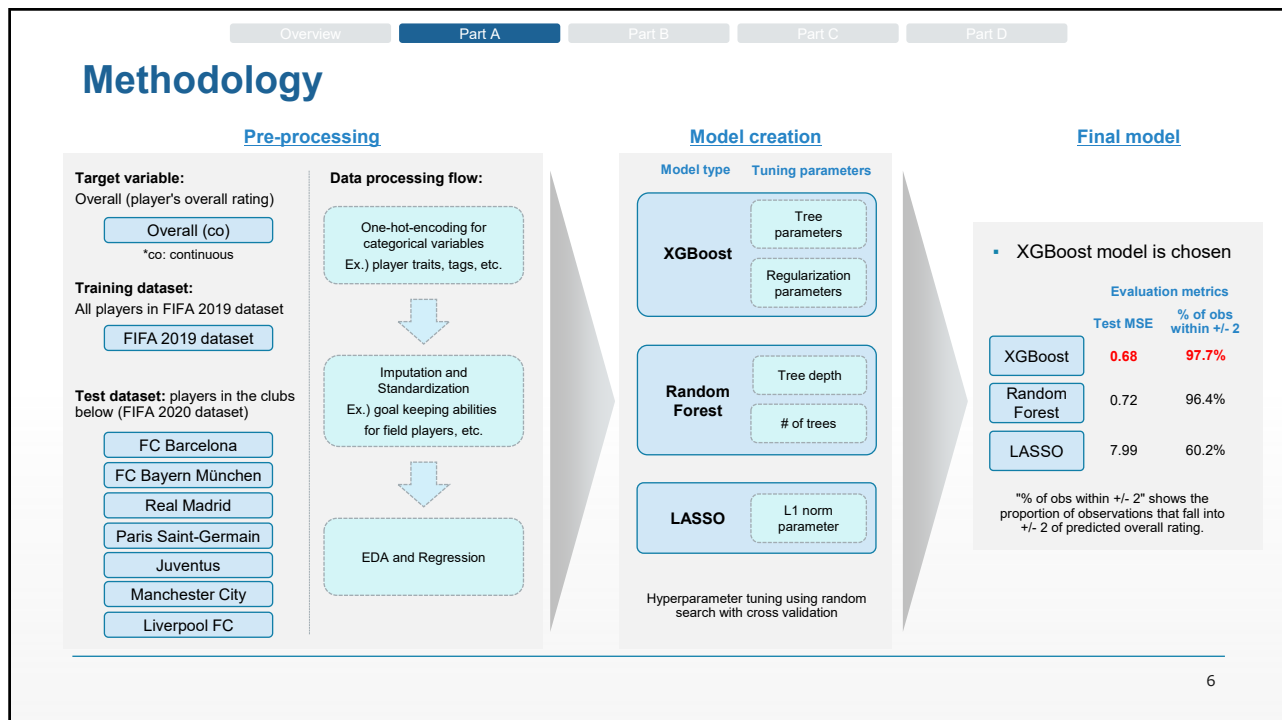 Overview
Part A
Part B
Part C
Part D
Methodology
Pre-processing
Target variable:
Overall (player's overall rating)
Overall (co)
*co: continuous
Training dataset:
All players in FIFA 2019 dataset
FIFA 2019 dataset
Test dataset: players in the clubs
below (FIFA 2020 dataset)
FC Barcelona
FC Bayern München
Real Madrid
Paris Saint-Germain
Juventus
Manchester City
Liverpool FC
Data processing flow:
One-hot-encoding for
categorical variables
Ex.) player traits, tags, etc.
Imputation and
Standardization
Ex.) goal keeping abilities
for field players, etc.
EDA and Regression
Model creation
Model type
Tuning parameters
XGBoost
Tree
parameters
Regularization
parameters
Random
Forest
Tree depth
# of trees
LASSO
L1 norm
parameter
Hyperparameter tuning using random
search with cross validation
Final model
▪ XGBoost model is chosen
Evaluation metrics
Test MSE
% of obs
within +/- 2
XGBoost 0.68 97.7%
Random
Forest 0.72 96.4%
LASSO 7.99 60.2%
"% of obs within +/- 2" shows the
proportion of observations that fall into
+/- 2 of predicted overall rating.
6